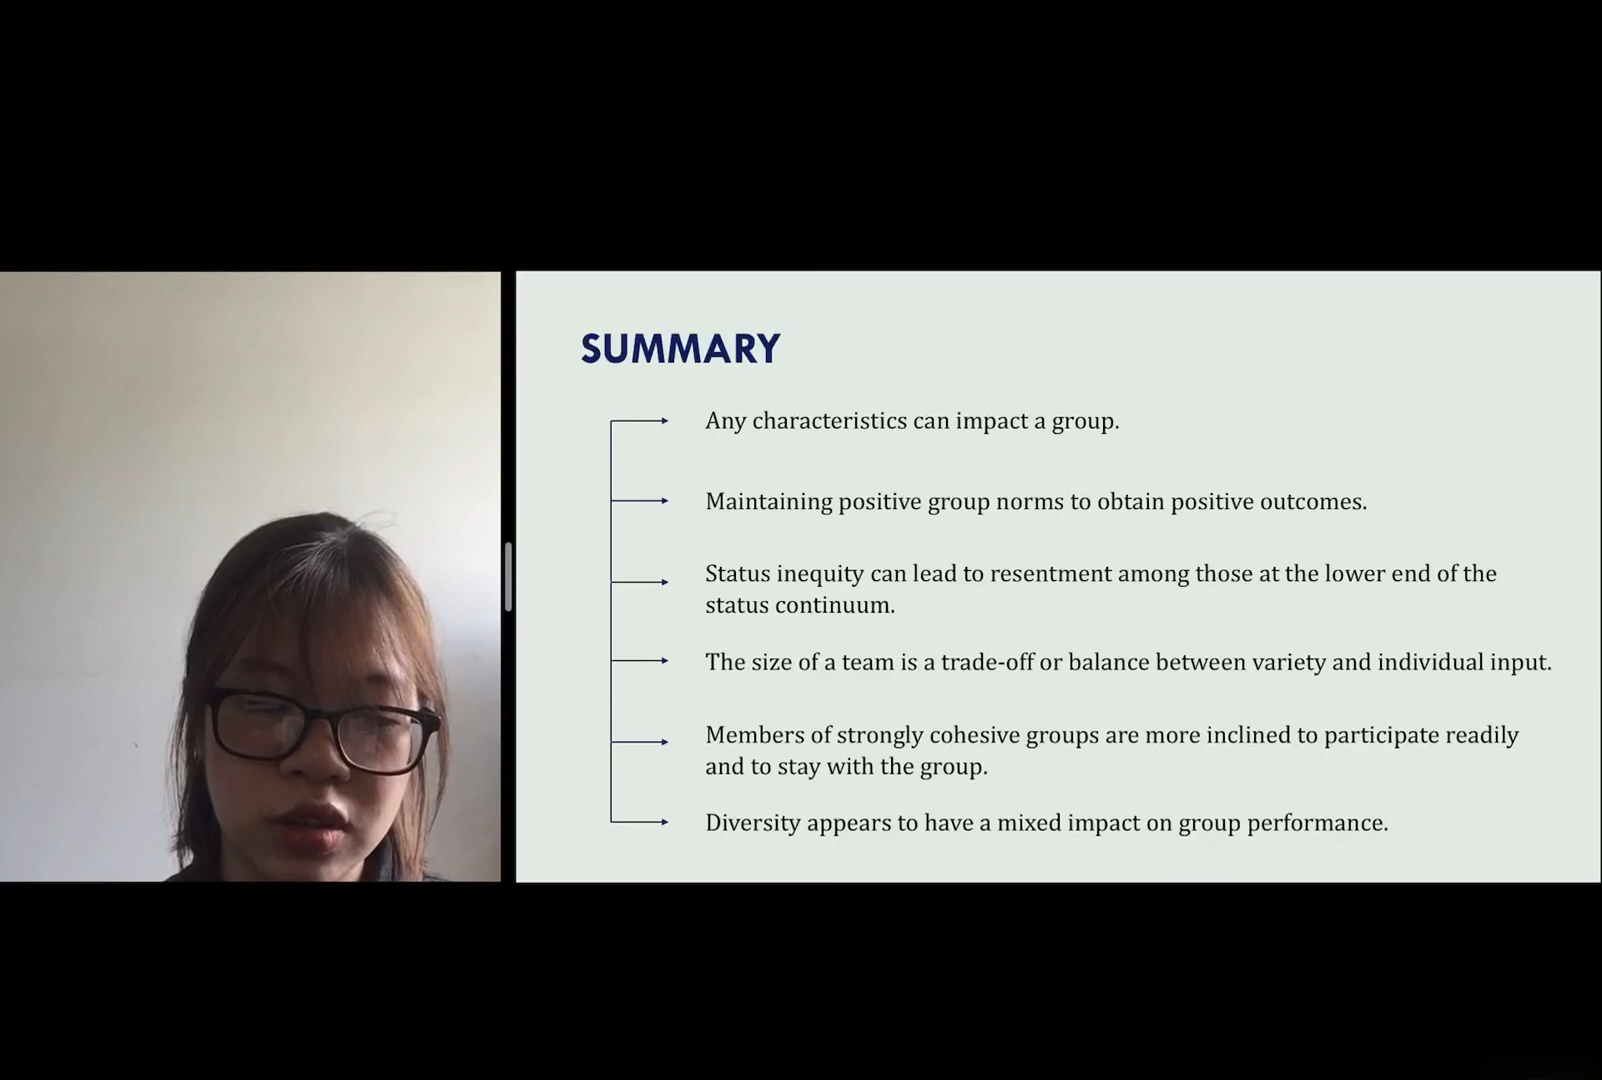 SUMMARY
Any characteristics can impact a group.
Maintaining positive group norms to obtain positive outcomes.
Status inequity can lead to resentment among those at the lower end of the
status continuum.
The size of a team is a trade-off or balance between variety and individual input.
Members of strongly cohesive groups are more inclined to participate readily
and to stay with the group.
Diversity appears to have a mixed impact on group performance.